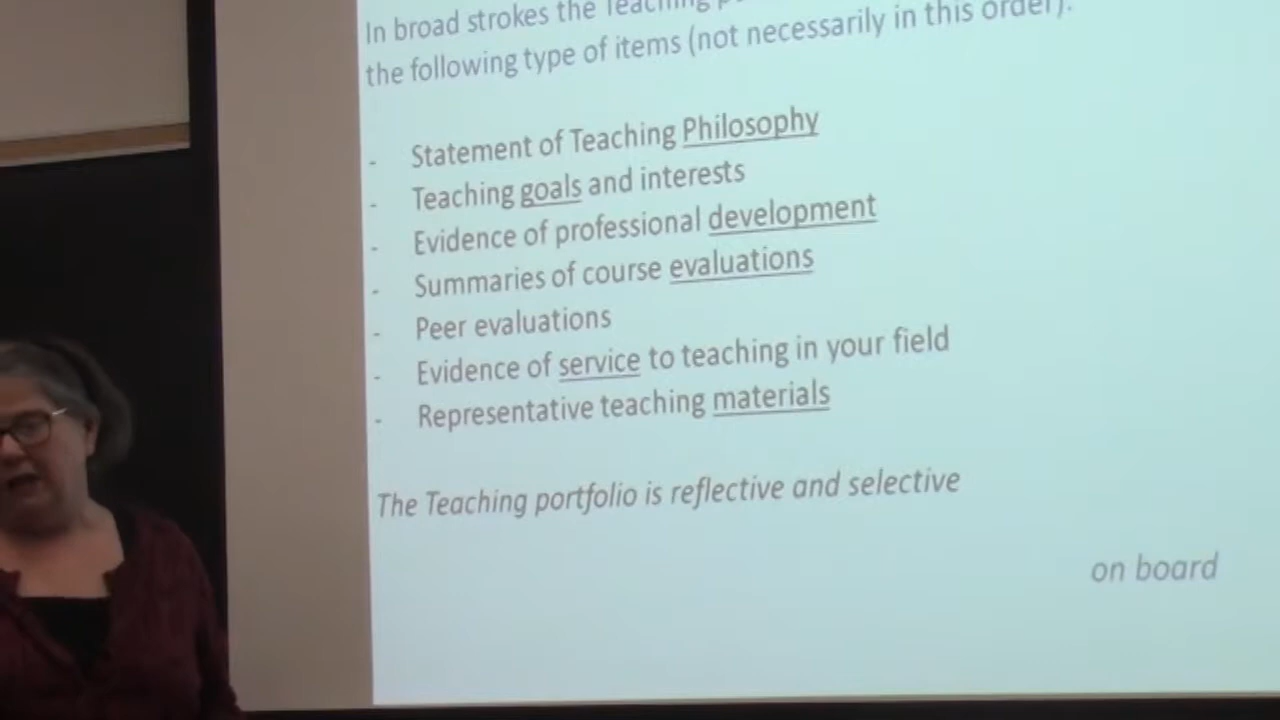 In broad strokes the Teaching
the following type of items (not necessarily in this order):
- Statement of Teaching Philosophy
- Teaching goals and interests
- Evidence of professional development
- Summaries of course evaluations
- Peer evaluations
- Evidence of service to teaching in your field
- Representative teaching materials
The Teaching portfolio is reflective and selective
on board